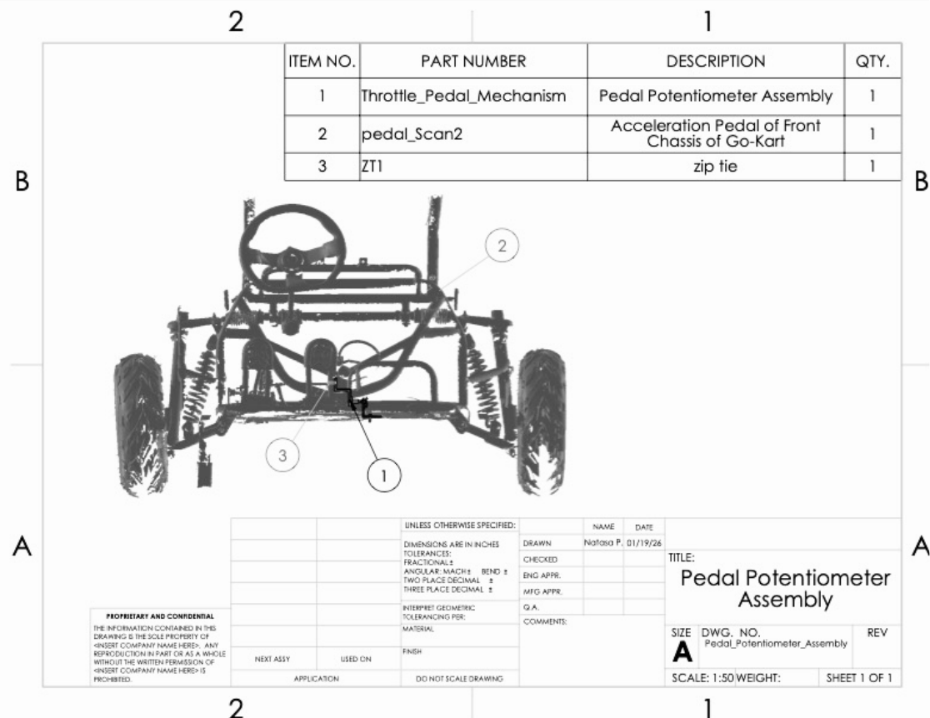 2 1
ITEM NO. PART NUMBER DESCRIPTION QTY.
1 Throttle_Pedal_Mechanism Pedal Potentiometer Assembly 1
2 pedal_Scan2 Acceleration Pedal of Front
Chassis of Go-Kart 1
3 ZT1 zip tie 1
B B
2
3
1
A A
UNLESS OTHERWISE SPECIFIED:
DIMENSIONS ARE IN INCHES
TOLERANCES:
FRACTIONAL±
ANGULAR: MACH± BEND ±
TWO PLACE DECIMAL ±
THREE PLACE DECIMAL ±
INTERPRET GEOMETRIC
TOLERANCING PER:
MATERIAL
FINISH
DO NOT SCALE DRAWING
NAME DATE
DRAWN Natasa P. 01/19/26
CHECKED
ENG APPR.
MFG APPR.
Q.A.
COMMENTS:
TITLE:
Pedal Potentiometer
Assembly
SIZE DWG. NO. REV
A Pedal_Potentiometer_Assembly
SCALE: 1:50 WEIGHT: SHEET 1 OF 1
PROPRIETARY AND CONFIDENTIAL
THE INFORMATION CONTAINED IN THIS
DRAWING IS THE SOLE PROPERTY OF
<INSERT COMPANY NAME HERE>. ANY
REPRODUCTION IN PART OR AS A WHOLE
WITHOUT THE WRITTEN PERMISSION OF
<INSERT COMPANY NAME HERE> IS
PROHIBITED.
NEXT ASSY USED ON
APPLICATION
2 1